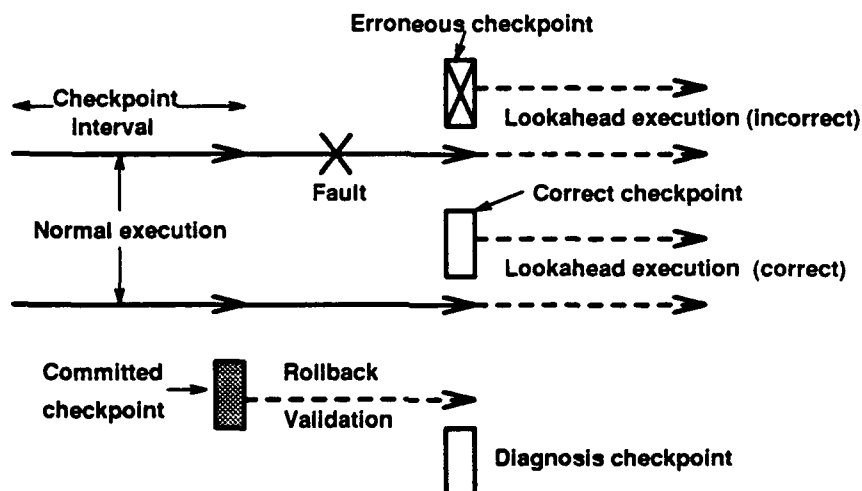 Erroneous checkpoint
Checkpoint
Interval
Lookahead execution (incorrect)
Fault
Correct checkpoint
Normal execution
Lookahead execution (correct)
Committed
checkpoint
Rollback
Validation
Diagnosis checkpoint